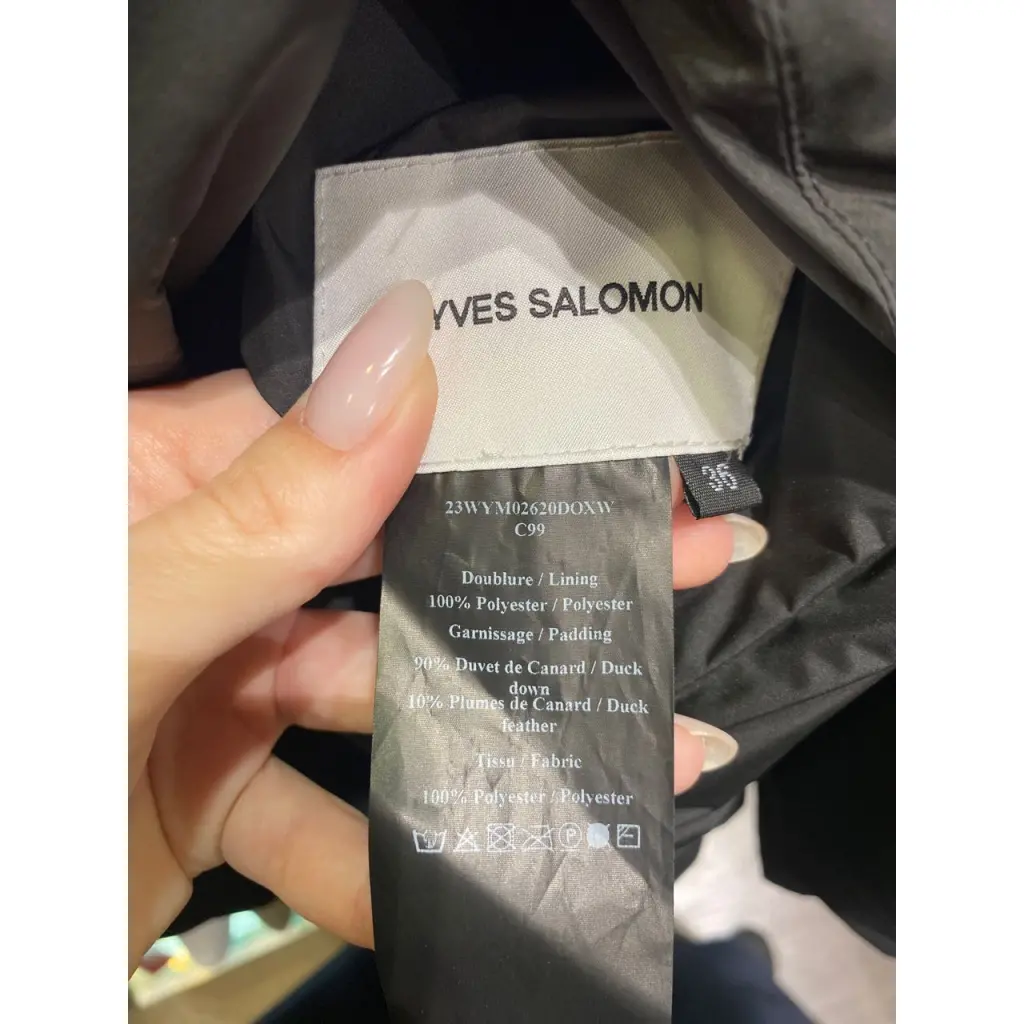 YVES SALOMON
36
23WYM02620DOXW
C99
Doublure / Lining
100% Polyester / Polyester
Garnissage / Padding
90% Duvet de Canard / Duck
down
10% Plumes de Canard / Duck
feather
Tissu / Fabric
100% Polyester / Polyester
P